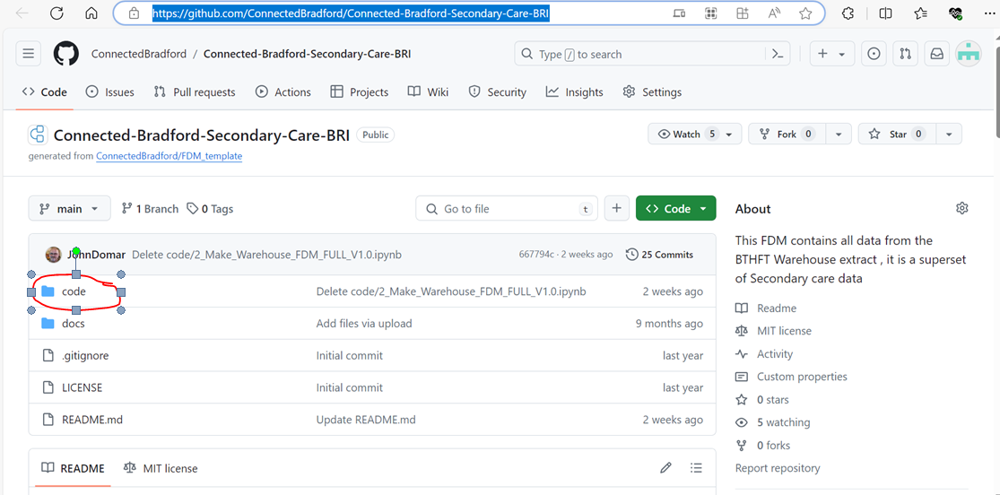 https://github.com/ConnectedBradford/Connected-Bradford-Secondary-Care-BRI
ConnectedBradford / Connected-Bradford-Secondary-Care-BRI
Type / to search
Code Issues Pull requests Actions Projects Wiki Security Insights Settings
Connected-Bradford-Secondary-Care-BRI Public
Watch 5 Fork 0 Star 0
generated from ConnectedBradford/FDM_template
main 1 Branch 0 Tags Go to file t + Code
JohnDomar Delete code/2_Make_Warehouse_FDM_FULL_V1.0.ipynb 667794c · 2 weeks ago 25 Commits
code Delete code/2_Make_Warehouse_FDM_FULL_V1.0.ipynb 2 weeks ago
docs Add files via upload 9 months ago
.gitignore Initial commit last year
LICENSE Initial commit last year
README.md Update README.md 2 weeks ago
README MIT license
About
This FDM contains all data from the
BTHFT Warehouse extract , it is a superset
of Secondary care data
Readme
MIT license
Activity
Custom properties
0 stars
5 watching
0 forks
Report repository